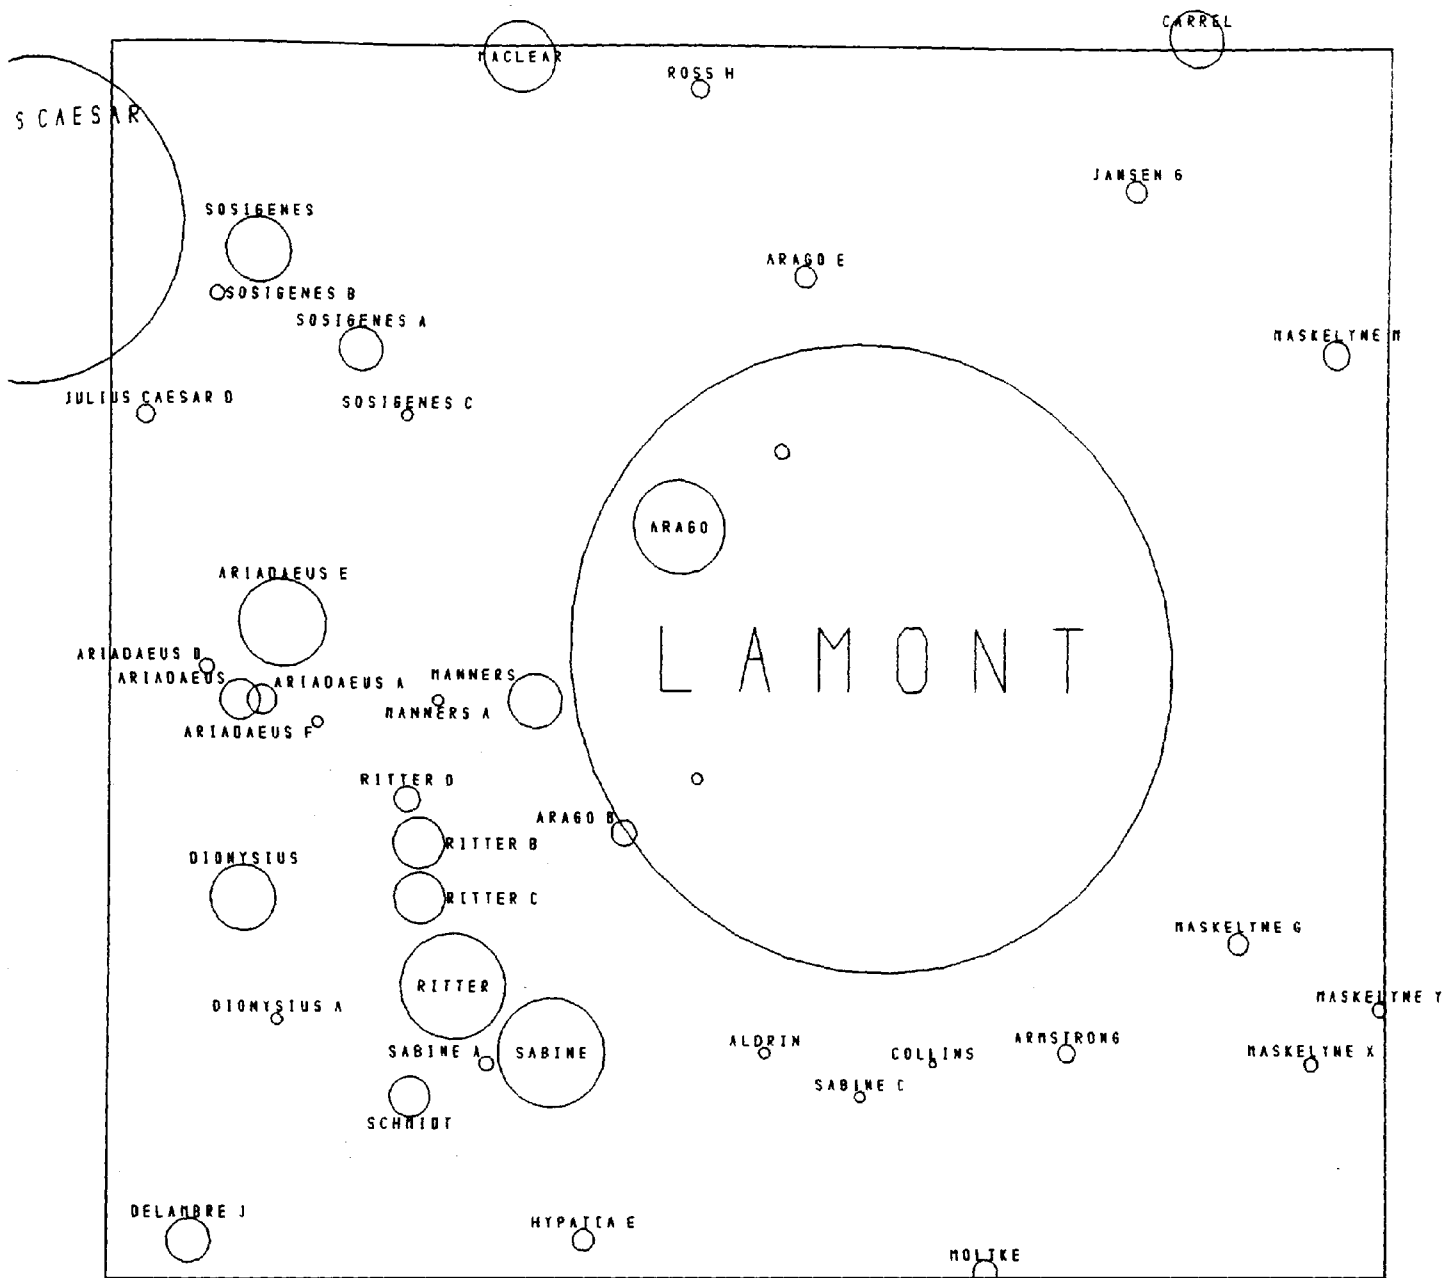 CARREL
MACLEAR
ROSS H
S CAESAR
JANSEN G
SOSIGENES
ARAGO E
SOSIGENES B
SOSIGENES A
MASKELYNE M
JULIUS CAESAR D
SOSIGENES C
ARAGO
ARIADAEUS E
LAMONT
ARIADAEUS D
ARIADAEUS
ARIADAEUS A
MANNERS
MANNERS A
ARIADAEUS F
RITTER D
ARAGO B
RITTER B
DIONYSIUS
RITTER C
MASKELYNE G
RITTER
MASKELYNE Y
DIONYSIUS A
ALDRIN
ARMSTRONG
SABINE A
SABINE
COLLINS
MASKELYNE X
SABINE C
SCHMIDT
DELAMBRE J
HYPATIA E
MOLTKE